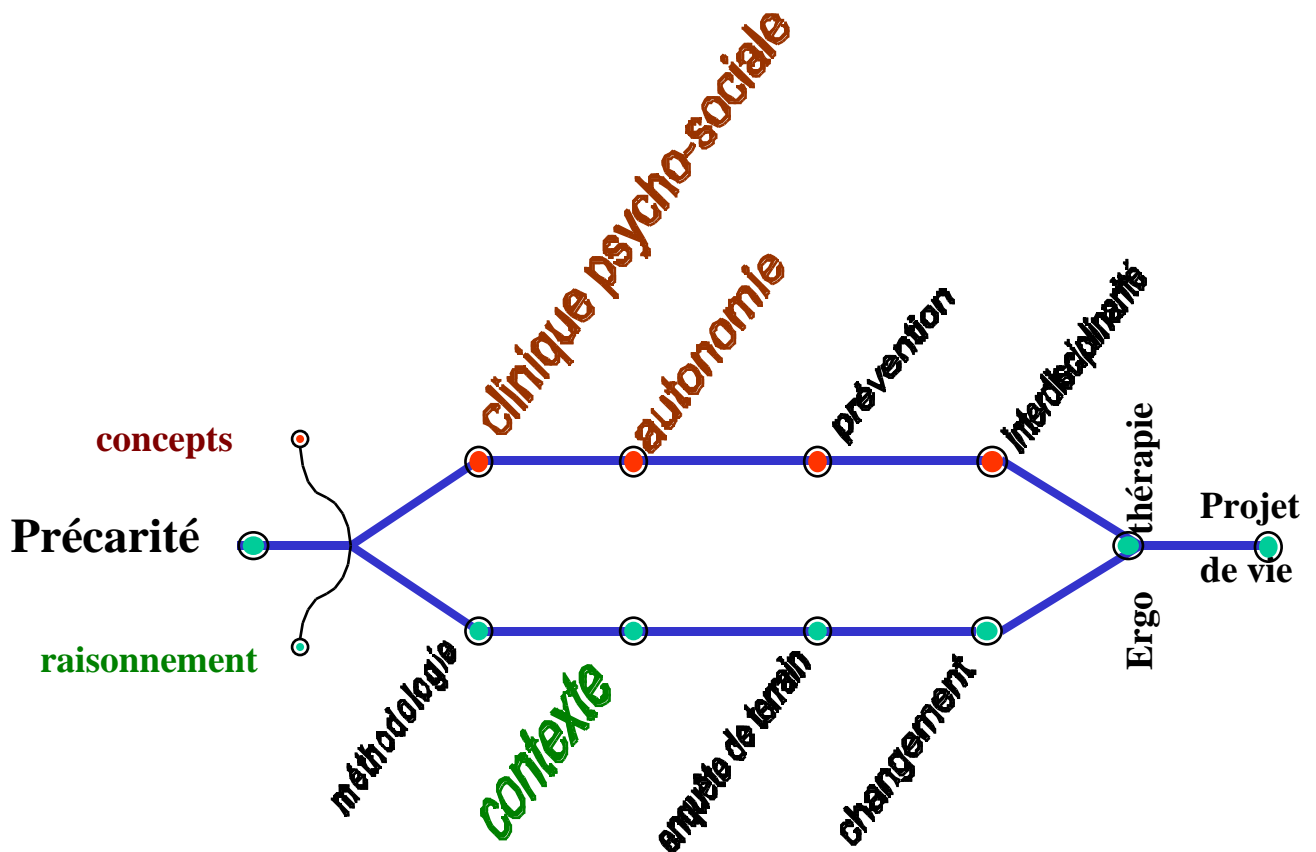 clinique psycho-sociale
autonomie
prévention
interdisciplinarité
concepts
Précarité
raisonnement
méthodologie
contexte
enquête de terrain
changement
Ergo thérapie
Projet
de vie